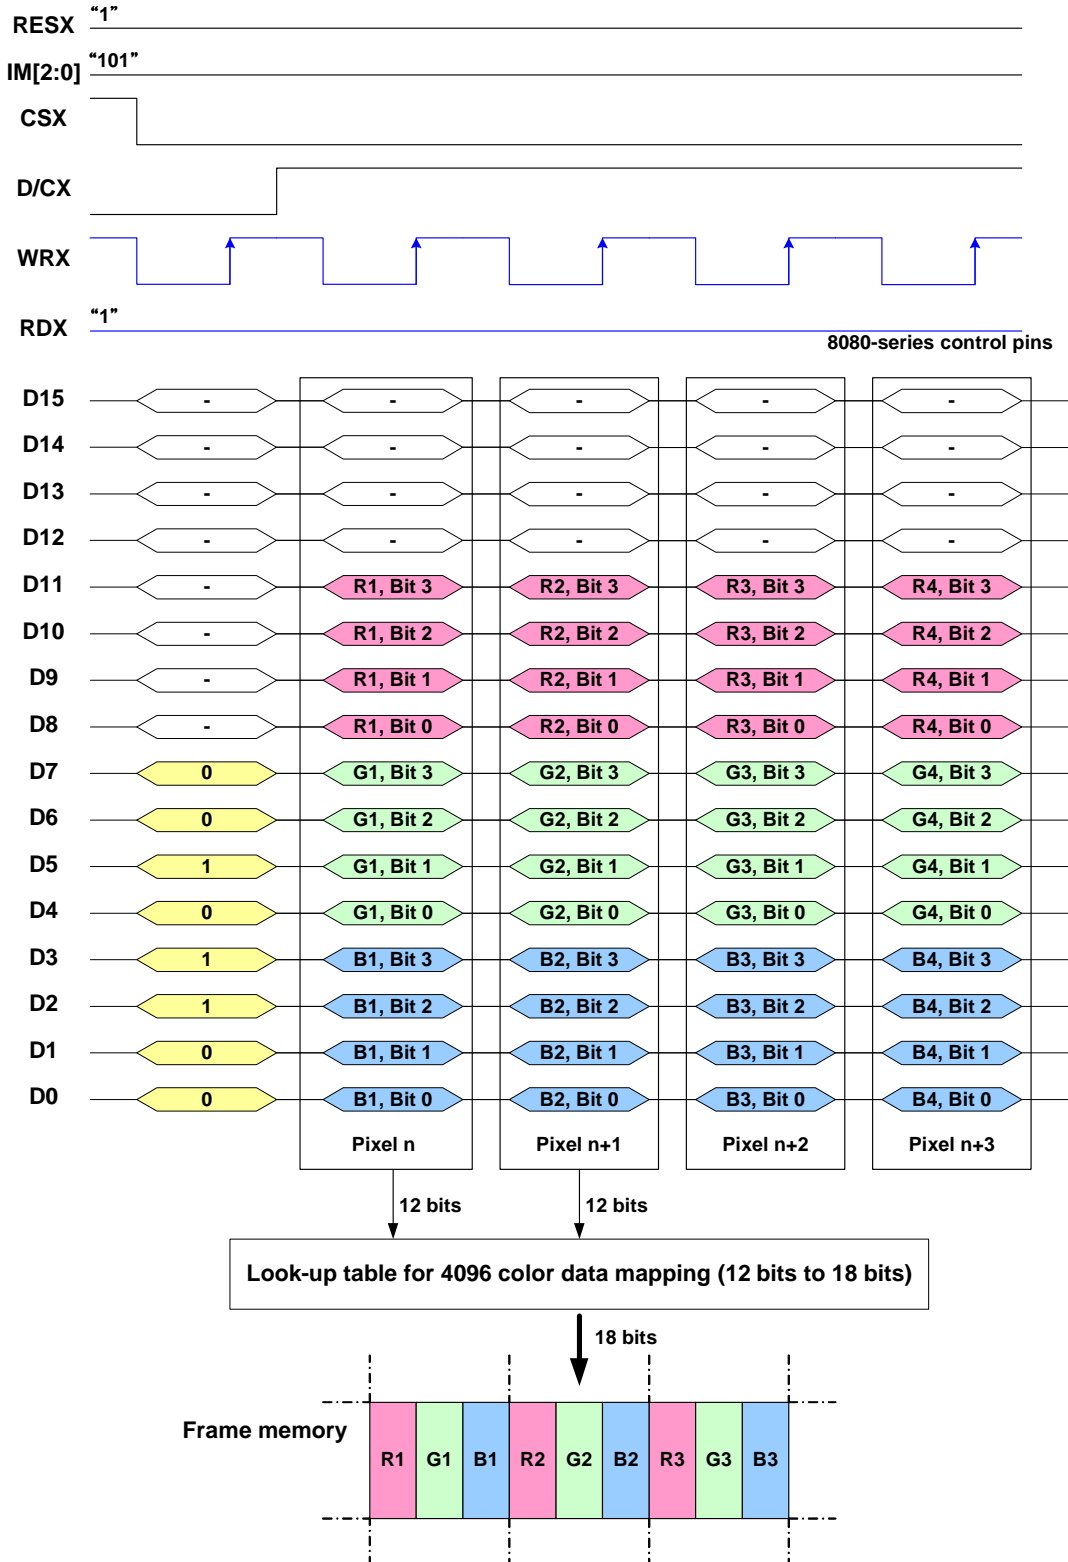 RESX "1"
IM[2:0] "101"
CSX
D/CX
WRX
RDX "1"
8080-series control pins
D15 - - - - -
D14 - - - - -
D13 - - - - -
D12 - - - - -
D11 - R1, Bit 3 R2, Bit 3 R3, Bit 3 R4, Bit 3
D10 - R1, Bit 2 R2, Bit 2 R3, Bit 2 R4, Bit 2
D9 - R1, Bit 1 R2, Bit 1 R3, Bit 1 R4, Bit 1
D8 - R1, Bit 0 R2, Bit 0 R3, Bit 0 R4, Bit 0
D7 0 G1, Bit 3 G2, Bit 3 G3, Bit 3 G4, Bit 3
D6 0 G1, Bit 2 G2, Bit 2 G3, Bit 2 G4, Bit 2
D5 1 G1, Bit 1 G2, Bit 1 G3, Bit 1 G4, Bit 1
D4 0 G1, Bit 0 G2, Bit 0 G3, Bit 0 G4, Bit 0
D3 1 B1, Bit 3 B2, Bit 3 B3, Bit 3 B4, Bit 3
D2 1 B1, Bit 2 B2, Bit 2 B3, Bit 2 B4, Bit 2
D1 0 B1, Bit 1 B2, Bit 1 B3, Bit 1 B4, Bit 1
D0 0 B1, Bit 0 B2, Bit 0 B3, Bit 0 B4, Bit 0
Pixel n Pixel n+1 Pixel n+2 Pixel n+3
12 bits 12 bits
Look-up table for 4096 color data mapping (12 bits to 18 bits)
18 bits
Frame memory
R1 G1 B1 R2 G2 B2 R3 G3 B3